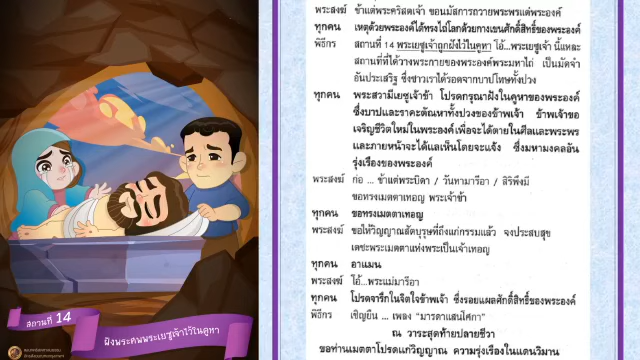 สถานที่ 14
ฝังพระศพพระเยซูเจ้าไว้ในคูหา
พระสงฆ์ ข้าแต่พระคริสตเจ้า ขอนมัสการถวายพระพรแด่พระองค์
ทุกคน เหตุด้วยพระองค์ได้ทรงไถ่โลกด้วยกางเขนศักดิ์สิทธิ์ของพระองค์
พิธีกร สถานที่ 14 พระเยซูเจ้าถูกฝังไว้ในคูหา โอ้...พระเยซูเจ้า นี้แหละ
สถานที่ที่ได้วางพระกายของพระองค์พระมหาไถ่ เป็นมัดจำ
อันประเสริฐ ซึ่งชาวเราได้รอดจากบาปโทษทั้งปวง
ทุกคน พระสวามีเยซูเจ้าข้า โปรดกรุณาฝังในคูหาของพระองค์
ซึ่งบาปและราคะตัณหาทั้งปวงของข้าพเจ้า ข้าพเจ้าขอ
เจริญชีวิตใหม่ในพระองค์เพื่อจะได้ตายในศีลและพระพร
และภายหน้าจะได้แลเห็นโดยจะแจ้ง ซึ่งมหามงคลอัน
รุ่งเรืองของพระองค์
พระสงฆ์ ก่อ ... ข้าแต่พระบิดา / วันทามารีอา / สิริพึงมี
ขอทรงเมตตาเทอญ พระเจ้าข้า
ทุกคน ขอทรงเมตตาเทอญ
พระสงฆ์ ขอให้วิญญาณสัตบุรุษที่ถึงแก่กรรมแล้ว จงประสบสุข
เดชะพระเมตตาแห่งพระเป็นเจ้าเทอญ
ทุกคน อาแมน
พระสงฆ์ โอ้...พระแม่มารีอา
ทุกคน โปรดจารึกในจิตใจข้าพเจ้า ซึ่งรอยแผลศักดิ์สิทธิ์ของพระองค์
พิธีกร เชิญยืน ... เพลง "มารดาแสนโศกา"
ณ วาระสุดท้ายปลายชีวา
ขอท่านเมตตาโปรดแก่วิญญาณ ความรุ่งเรืองในแดนวิมาน